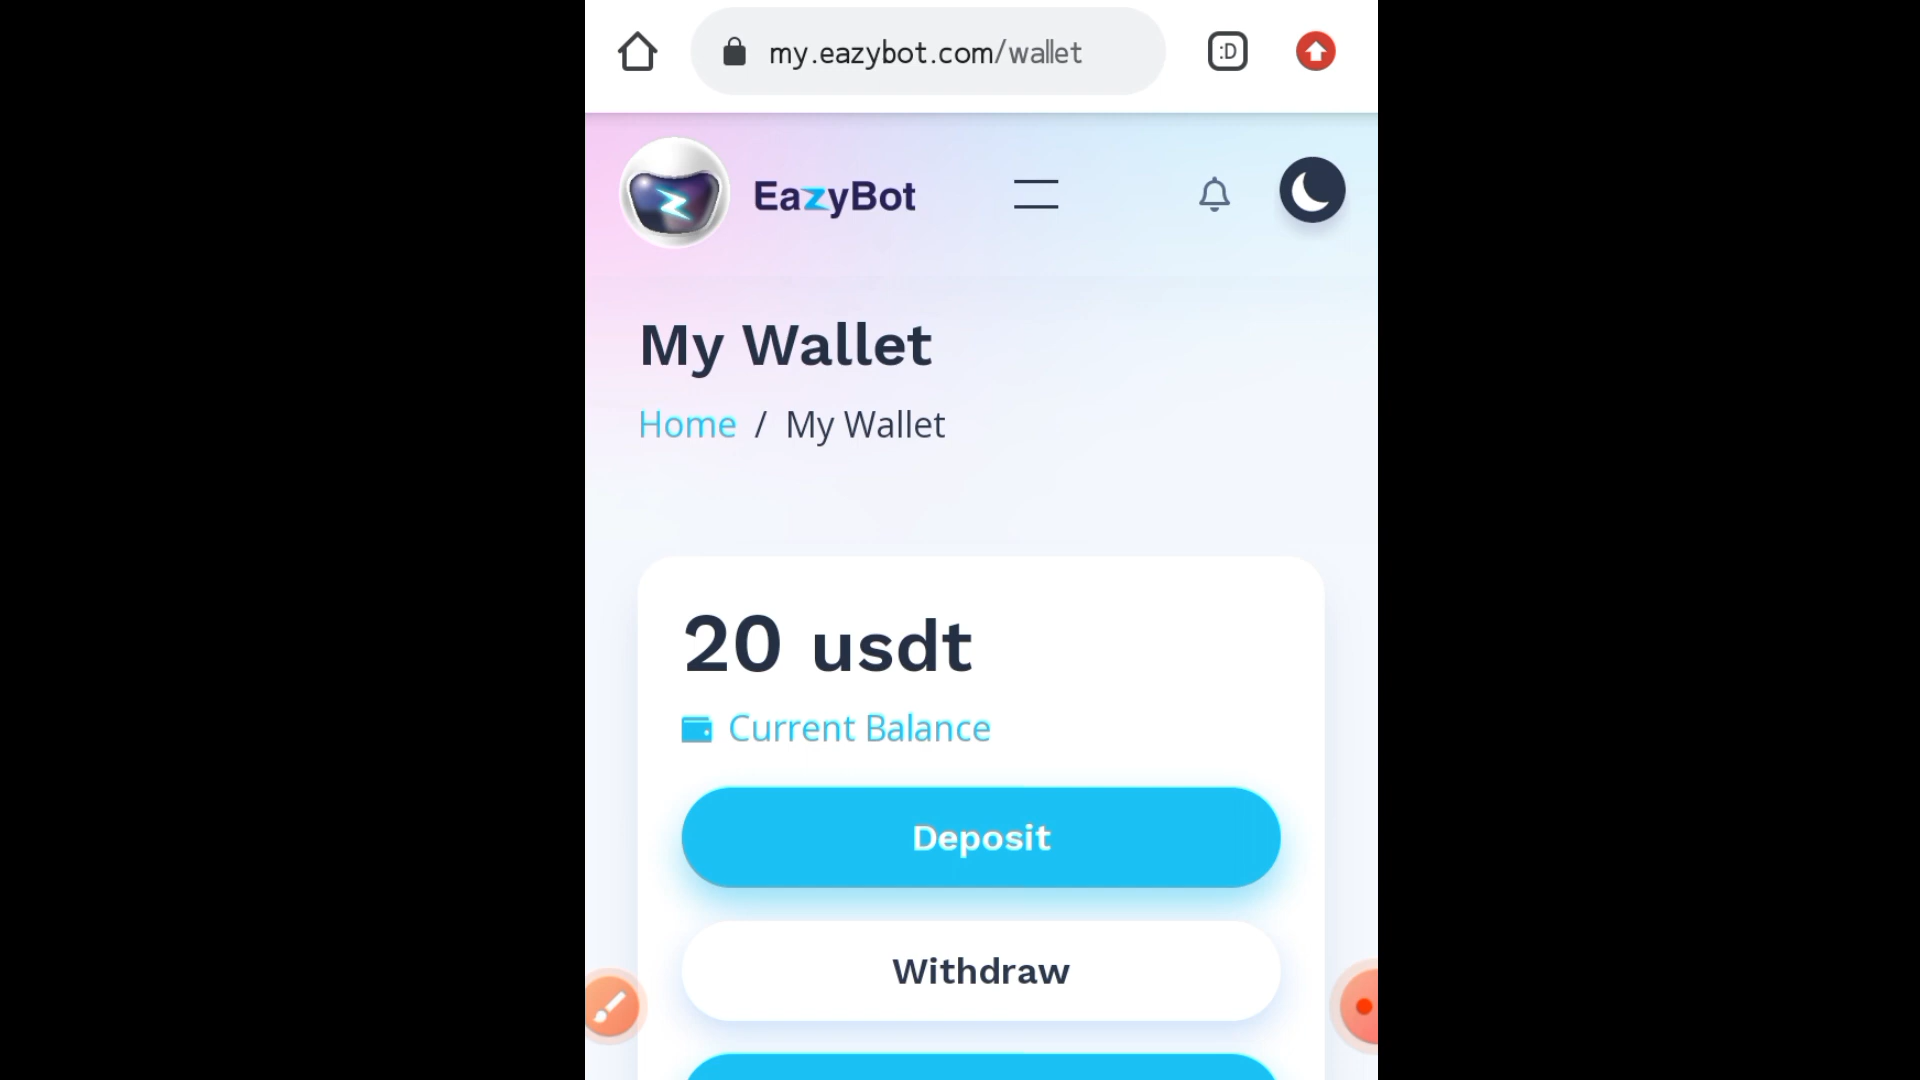 my.eazybot.com/wallet
:D
EazyBot
My Wallet
Home / My Wallet
20 usdt
Current Balance
Deposit
Withdraw